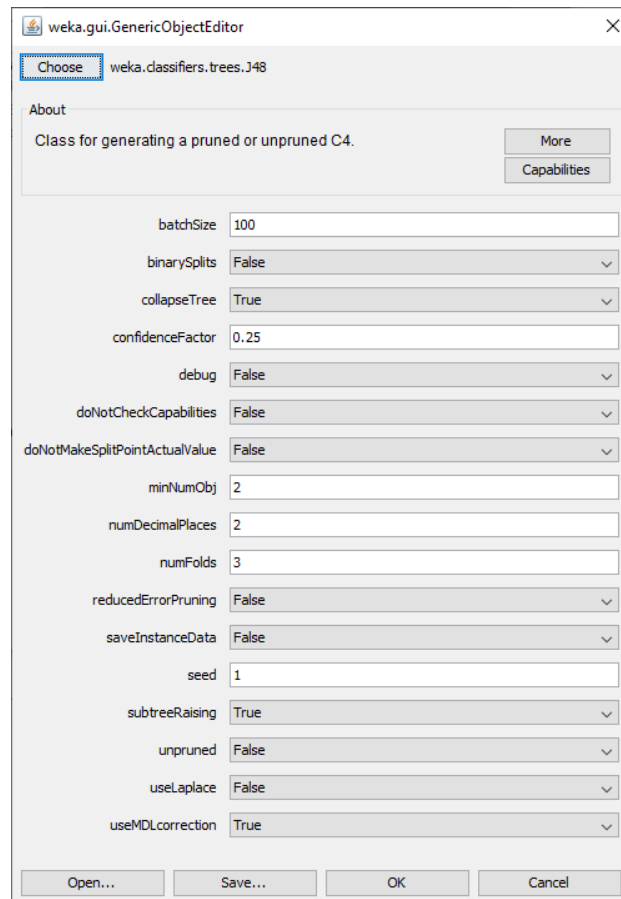 weka.gui.GenericObjectEditor
Choose weka.classifiers.trees.J48
About
Class for generating a pruned or unpruned C4. More
Capabilities
batchSize 100
binarySplits False
collapseTree True
confidenceFactor 0.25
debug False
doNotCheckCapabilities False
doNotMakeSplitPointActualValue False
minNumObj 2
numDecimalPlaces 2
numFolds 3
reducedErrorPruning False
saveInstanceData False
seed 1
subtreeRaising True
unpruned False
useLaplace False
useMDLcorrection True
Open... Save... OK Cancel